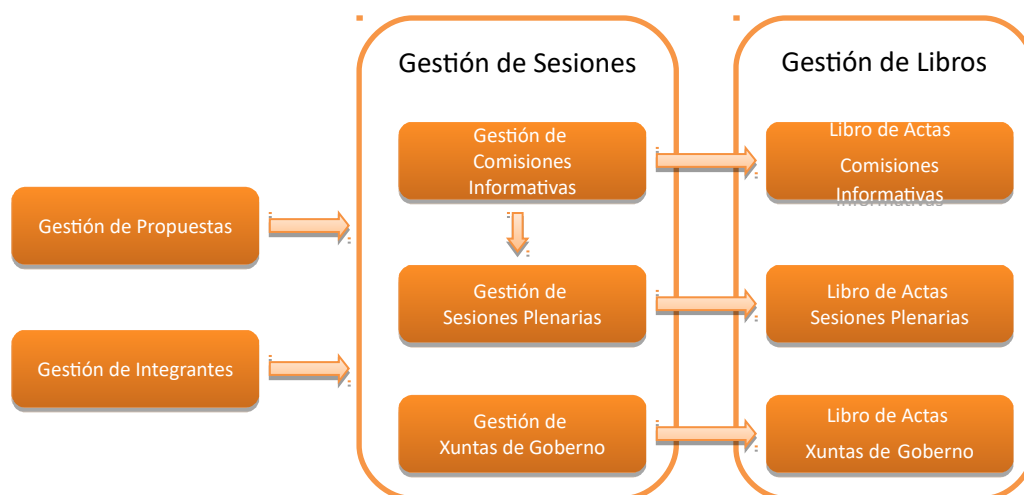 Gestión de Sesiones
Gestión de Libros
Gestión de
Comisiones
Informativas
Libro de Actas
Comisiones
Informativas
Gestión de Propuestas
Gestión de
Sesiones Plenarias
Libro de Actas
Sesiones Plenarias
Gestión de Integrantes
Gestión de
Xuntas de Goberno
Libro de Actas
Xuntas de Goberno